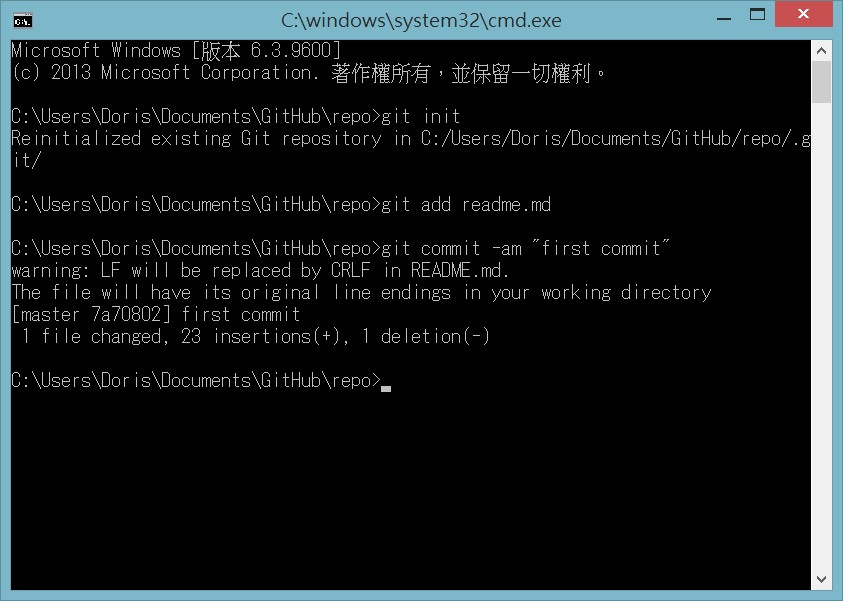 C:\windows\system32\cmd.exe
Microsoft Windows [版本 6.3.9600]
(c) 2013 Microsoft Corporation. 著作權所有，並保留一切權利。
C:\Users\Doris\Documents\GitHub\repo>git init
Reinitialized existing Git repository in C:/Users/Doris/Documents/GitHub/repo/.g
it/
C:\Users\Doris\Documents\GitHub\repo>git add readme.md
C:\Users\Doris\Documents\GitHub\repo>git commit -am "first commit"
warning: LF will be replaced by CRLF in README.md.
The file will have its original line endings in your working directory
[master 7a70802] first commit
 1 file changed, 23 insertions(+), 1 deletion(-)
C:\Users\Doris\Documents\GitHub\repo>